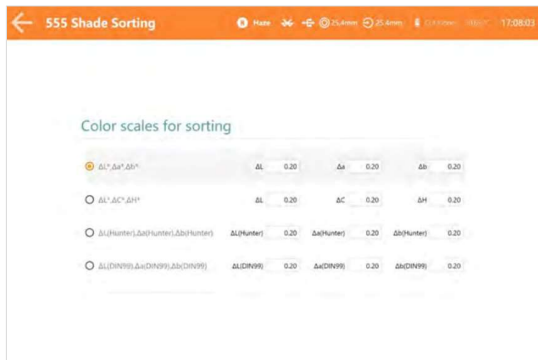 555 Shade Sorting Haze 25.4mm 25.4mm 17:08:03
Color scales for sorting
ΔL*,Δa*,Δb* ΔL 0.20 Δa 0.20 Δb 0.20
ΔL*,ΔC*,ΔH* ΔL 0.20 ΔC 0.20 ΔH 0.20
ΔL(Hunter),Δa(Hunter),Δb(Hunter) ΔL(Hunter) 0.20 Δa(Hunter) 0.20 Δb(Hunter) 0.20
ΔL(DIN99),Δa(DIN99),Δb(DIN99) ΔL(DIN99) 0.20 Δa(DIN99) 0.20 Δb(DIN99) 0.20